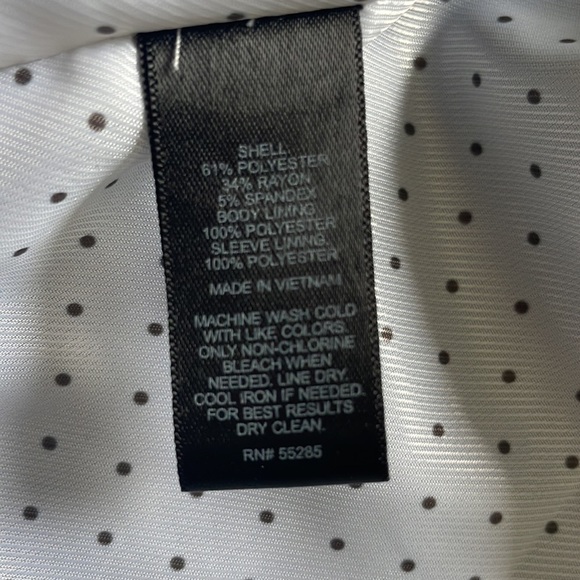 SHELL
61% POLYESTER
34% RAYON
5% SPANDEX
BODY LINING
100% POLYESTER
SLEEVE LINING
100% POLYESTER
MADE IN VIETNAM
MACHINE WASH COLD
WITH LIKE COLORS.
ONLY NON-CHLORINE
BLEACH WHEN
NEEDED. LINE DRY.
COOL IRON IF NEEDED.
FOR BEST RESULTS
DRY CLEAN.
RN# 55285